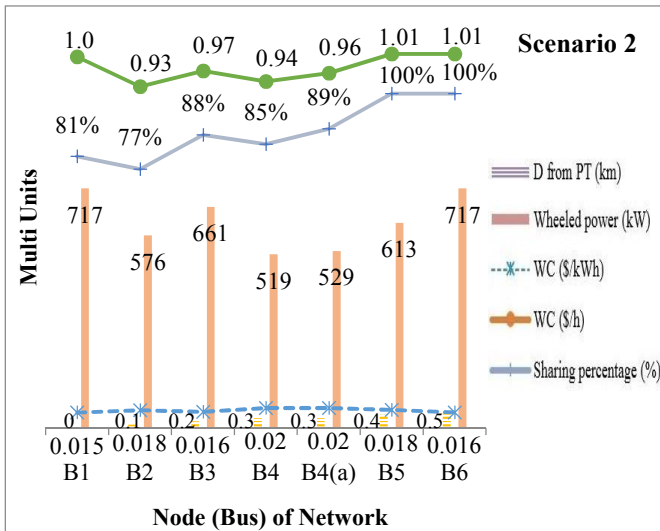 Scenario 2
1.0 0.93 0.97 0.94 0.96 1.01 1.01
81% 77% 88% 85% 89% 100% 100%
717 576 661 519 529 613 717
0 0.1 0.2 0.3 0.3 0.4 0.5
0.015 0.018 0.016 0.02 0.02 0.018 0.016
B1 B2 B3 B4 B4(a) B5 B6
Node (Bus) of Network
Multi Units
D from PT (km)
Wheeled power (kW)
WC ($/kWh)
WC ($/h)
Sharing percentage (%)